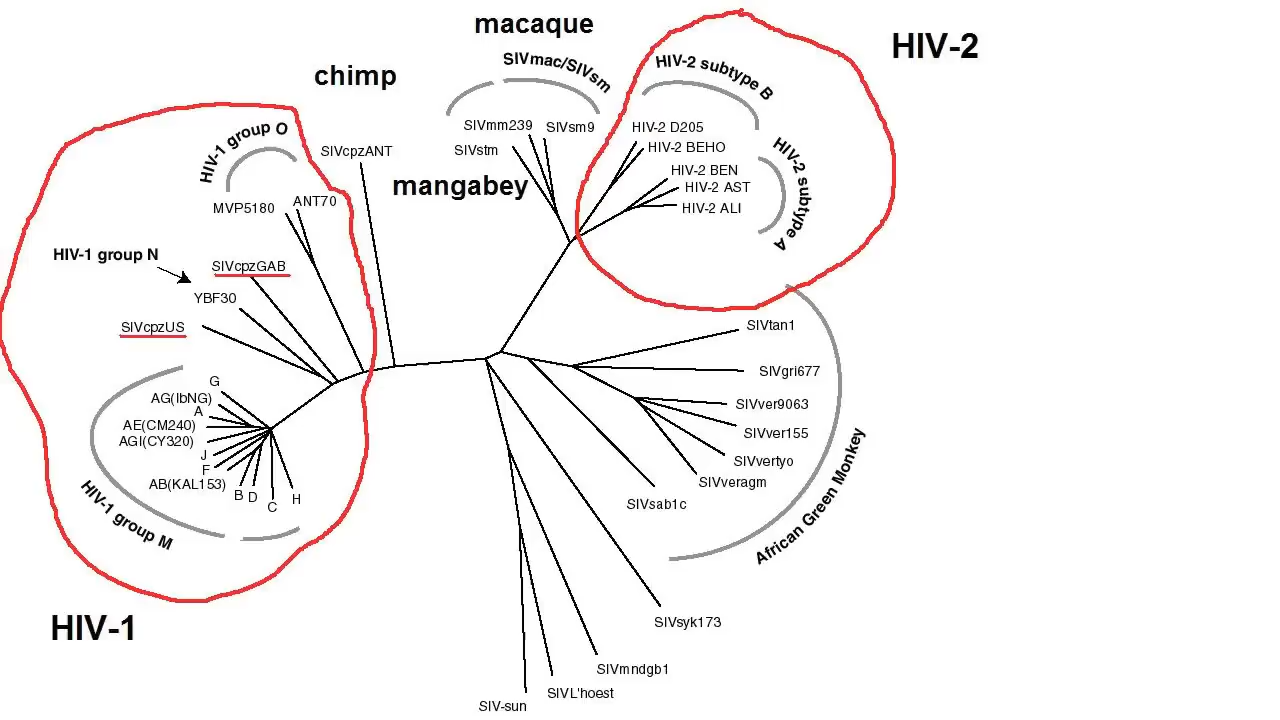 macaque
HIV-2
chimp
SIVmac/SIVsm
HIV-2 subtype B
HIV-1 group O
SIVmm239
SIVsm9
HIV-2 D205
SIVcpzANT
SIVstm
HIV-2 BEHO
HIV-2 BEN
mangabey
HIV-2 AST
HIV-2 subtype A
MVP5180
ANT70
HIV-2 ALI
HIV-1 group N
SIVcpzGAB
YBF30
SIVcpzUS
SIVtan1
SIVgri677
G
AG(IbNG)
A
SIVver9063
AE(CM240)
SIVver155
AGI(CY320)
J
SIVvertyo
F
AB(KAL153)
SIVveragm
B
D
H
C
SIVsab1c
African Green Monkey
HIV-1 group M
HIV-1
SIVsyk173
SIVmndgb1
SIVL'hoest
SIV-sun